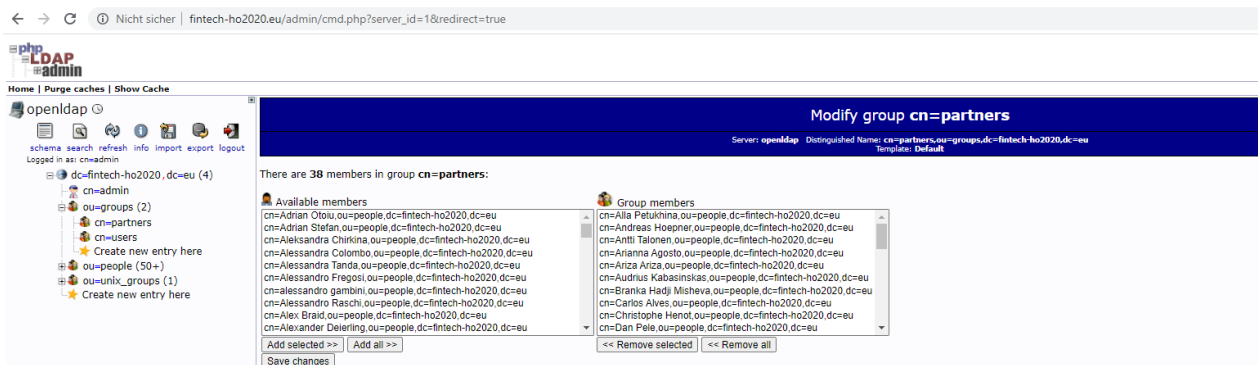 Nicht sicher | fintech-ho2020.eu/admin/cmd.php?server_id=1&redirect=true
php
LDAP
admin
Home | Purge caches | Show Cache
openldap
schema search refresh info import export logout
Logged in as: cn=admin
dc=fintech-ho2020,dc=eu (4)
cn=admin
ou=groups (2)
cn=partners
cn=users
Create new entry here
ou=people (50+)
ou=unix_groups (1)
Create new entry here
Modify group cn=partners
Server: openldap Distinguished Name: cn=partners,ou=groups,dc=fintech-ho2020,dc=eu
Template: Default
There are 38 members in group cn=partners:
Available members
cn=Adrian Otoiu,ou=people,dc=fintech-ho2020,dc=eu
cn=Adrian Stefan,ou=people,dc=fintech-ho2020,dc=eu
cn=Aleksandra Chirkina,ou=people,dc=fintech-ho2020,dc=eu
cn=Alessandra Colombo,ou=people,dc=fintech-ho2020,dc=eu
cn=Alessandra Tanda,ou=people,dc=fintech-ho2020,dc=eu
cn=Alessandro Fregosi,ou=people,dc=fintech-ho2020,dc=eu
cn=alessandro gambini,ou=people,dc=fintech-ho2020,dc=eu
cn=Alessandro Raschi,ou=people,dc=fintech-ho2020,dc=eu
cn=Alex Braid,ou=people,dc=fintech-ho2020,dc=eu
cn=Alexander Deierling,ou=people,dc=fintech-ho2020,dc=eu
Add selected >> Add all >>
Save changes
Group members
cn=Alla Petukhina,ou=people,dc=fintech-ho2020,dc=eu
cn=Andreas Hoepner,ou=people,dc=fintech-ho2020,dc=eu
cn=Antti Talonen,ou=people,dc=fintech-ho2020,dc=eu
cn=Arianna Agosto,ou=people,dc=fintech-ho2020,dc=eu
cn=Ariza Ariza,ou=people,dc=fintech-ho2020,dc=eu
cn=Audrius Kabasinskas,ou=people,dc=fintech-ho2020,dc=eu
cn=Branka Hadji Misheva,ou=people,dc=fintech-ho2020,dc=eu
cn=Carlos Alves,ou=people,dc=fintech-ho2020,dc=eu
cn=Christophe Henot,ou=people,dc=fintech-ho2020,dc=eu
cn=Dan Pele,ou=people,dc=fintech-ho2020,dc=eu
<< Remove selected << Remove all